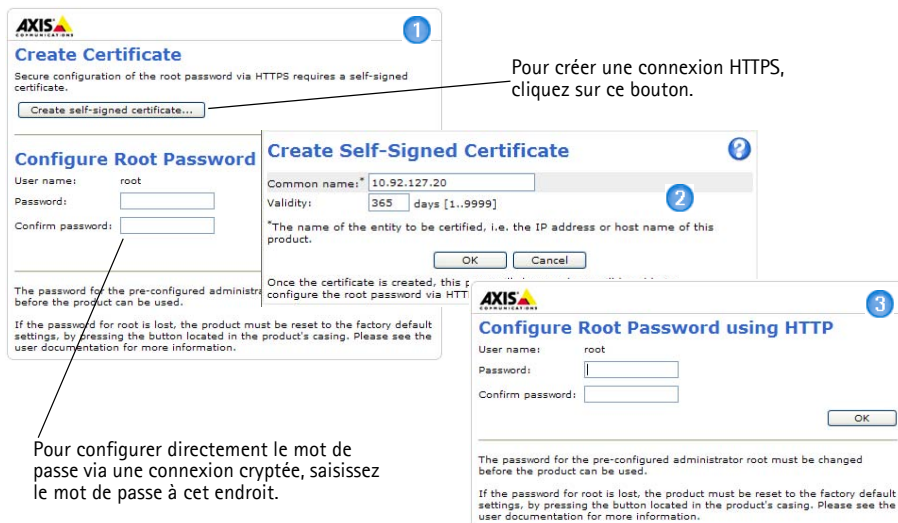 AXIS
COMMUNICATIONS
1
Create Certificate
Secure configuration of the root password via HTTPS requires a self-signed
certificate.
Create self-signed certificate...
Pour créer une connexion HTTPS,
cliquez sur ce bouton.
Configure Root Password
User name: root
Password:
Confirm password:
The password for the pre-configured administra
before the product can be used.
If the password for root is lost, the product must be reset to the factory default
settings, by pressing the button located in the product's casing. Please see the
user documentation for more information.
Create Self-Signed Certificate
?
Common name:* 10.92.127.20
2
Validity: 365 days [1..9999]
*The name of the entity to be certified, i.e. the IP address or host name of this
product.
OK Cancel
Once the certificate is created, this
configure the root password via HTT
AXIS
COMMUNICATIONS
3
Configure Root Password using HTTP
User name: root
Password:
Confirm password:
OK
The password for the pre-configured administrator root must be changed
before the product can be used.
If the password for root is lost, the product must be reset to the factory default
settings, by pressing the button located in the product's casing. Please see the
user documentation for more information.
Pour configurer directement le mot de
passe via une connexion cryptée, saisissez
le mot de passe à cet endroit.